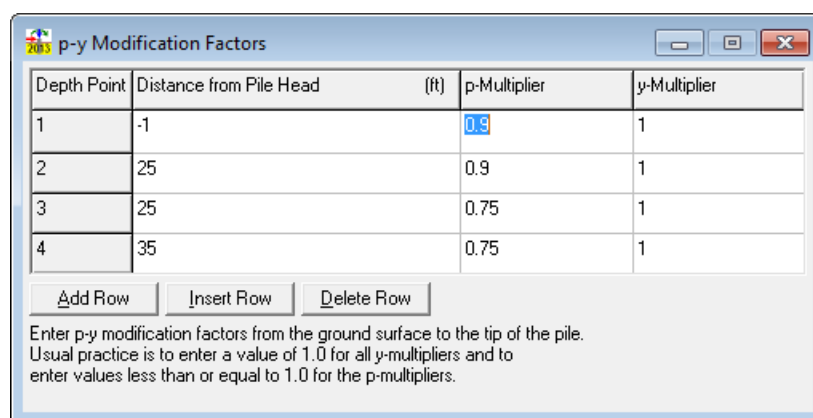 2013 p-y Modification Factors
Depth Point Distance from Pile Head (ft) p-Multiplier y-Multiplier
1 -1 0.9 1
2 25 0.9 1
3 25 0.75 1
4 35 0.75 1
Add Row Insert Row Delete Row
Enter p-y modification factors from the ground surface to the tip of the pile.
Usual practice is to enter a value of 1.0 for all y-multipliers and to
enter values less than or equal to 1.0 for the p-multipliers.